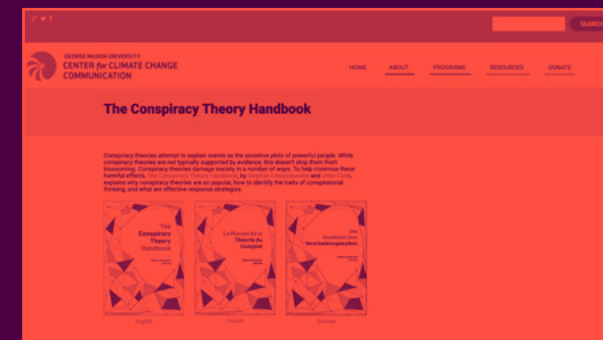 SEARCH
GEORGE MASON UNIVERSITY
CENTER for CLIMATE CHANGE
COMMUNICATION
HOME ABOUT PROGRAMS RESOURCES DONATE
The Conspiracy Theory Handbook
Conspiracy theories attempt to explain events as the secretive plots of powerful people. While
conspiracy theories are not typically supported by evidence, this doesn't stop them from
blossoming. Conspiracy theories damage society in a number of ways. To help minimise these
harmful effects, The Conspiracy Theory Handbook, by Stephan Lewandowsky and John Cook,
explains why conspiracy theories are so popular, how to identify the traits of conspiratorial
thinking, and what are effective response strategies.
The
Conspiracy
Theory
Handbook
Le Manuel de la
Théorie du
Complot
Das
Handbuch über
Verschwörungsmythen
English French German